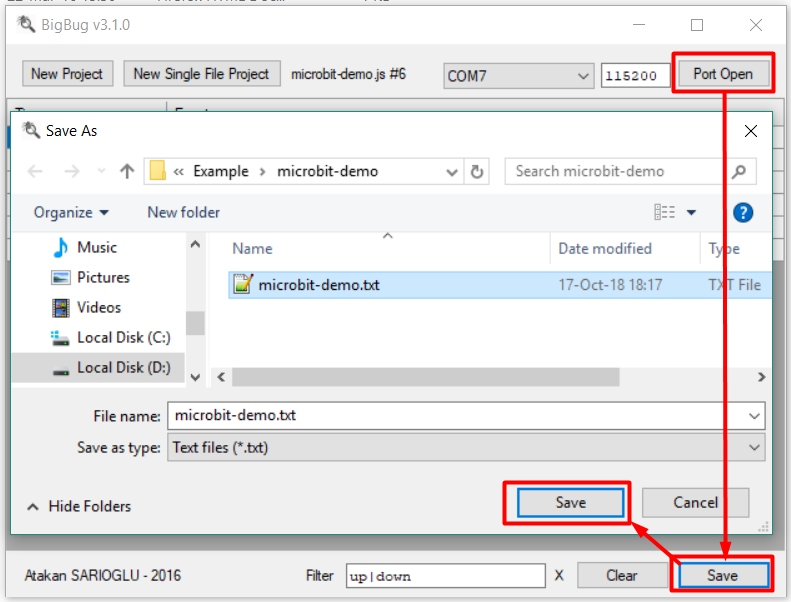 BigBug v3.1.0
New Project New Single File Project microbit-demo.js #6 COM7 115200 Port Open
Save As
« Example > microbit-demo Search microbit-demo
Organize New folder ?
Music
Pictures
Videos
Local Disk (C:)
Local Disk (D:)
Name Date modified Type
microbit-demo.txt 17-Oct-18 18:17 TXT File
File name: microbit-demo.txt
Save as type: Text files (*.txt)
Hide Folders Save Cancel
Atakan SARIOGLU - 2016 Filter up|down X Clear Save